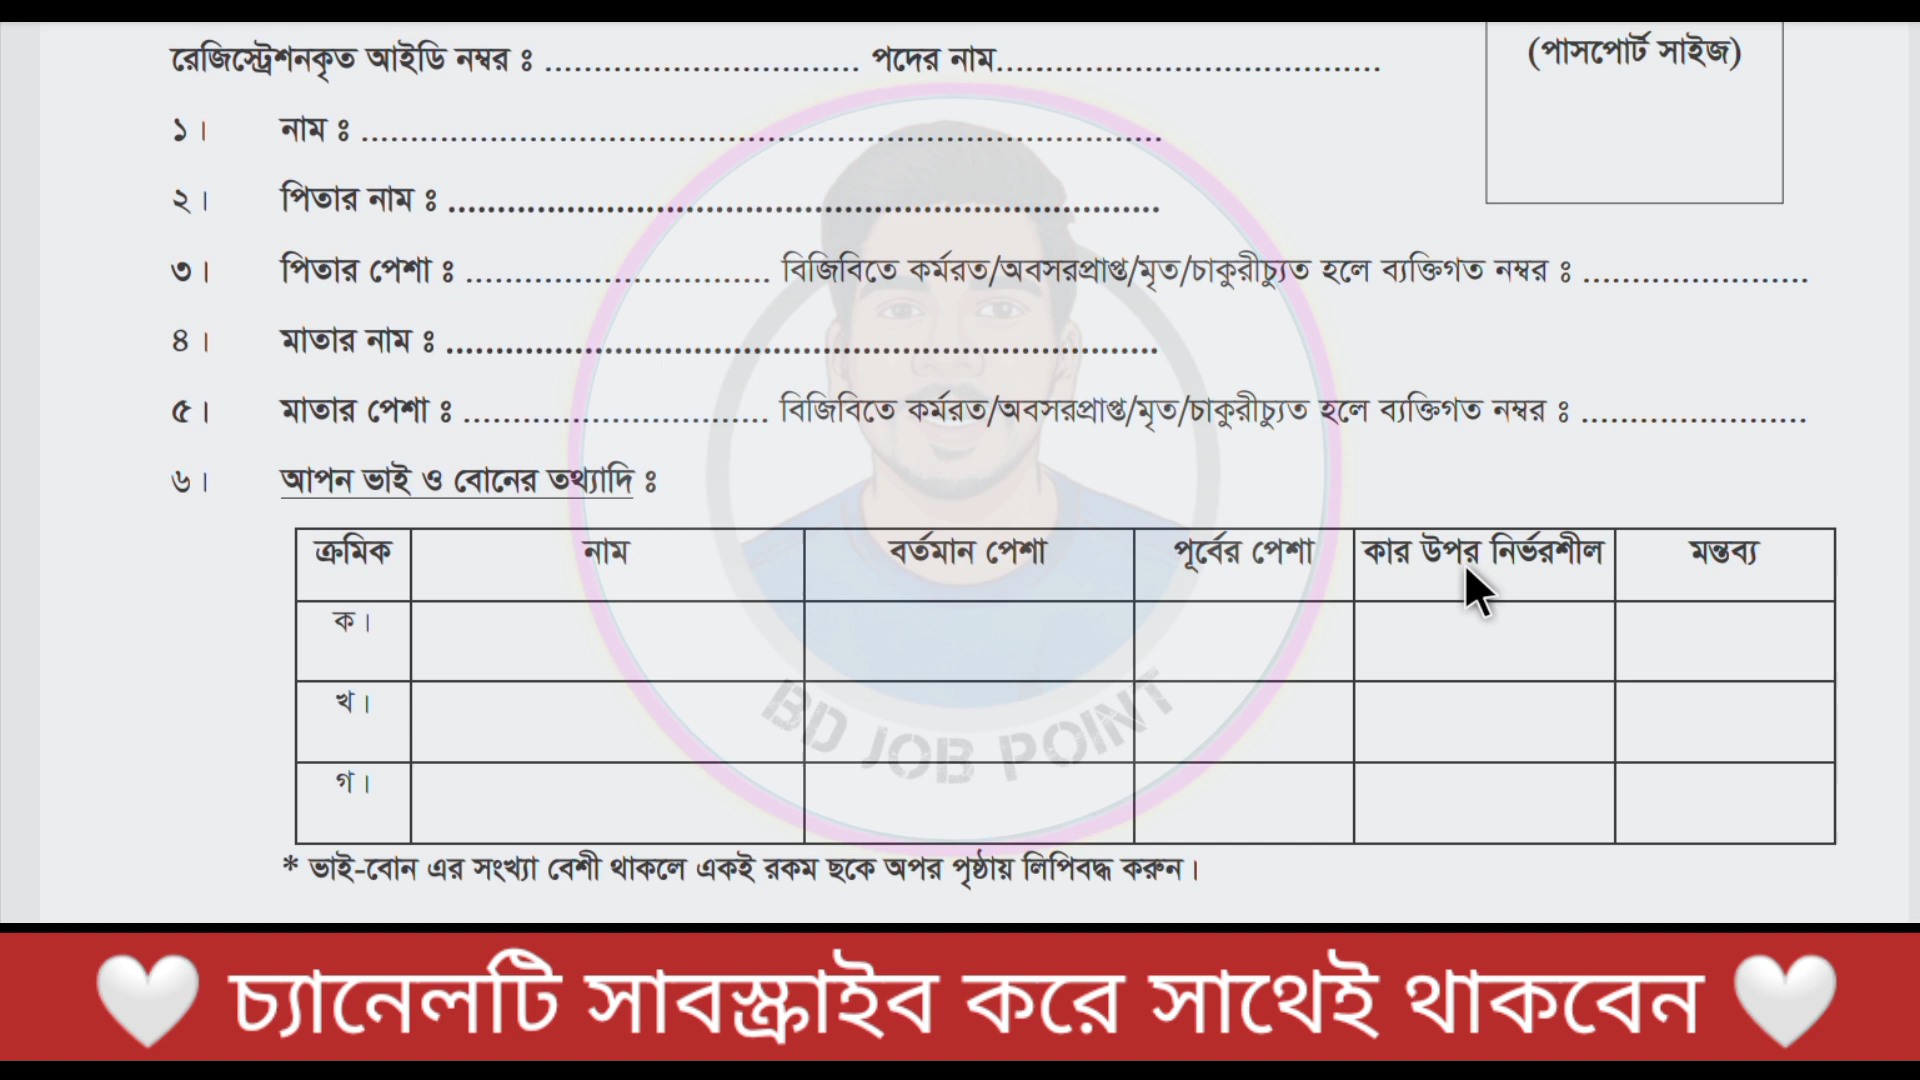 রেজিস্ট্রেশনকৃত আইডি নম্বর ঃ ................................ পদের নাম.......................................
(পাসপোর্ট সাইজ)
১। নাম ঃ ..................................................................................
২। পিতার নাম ঃ .........................................................................
৩। পিতার পেশা ঃ ............................... বিজিবিতে কর্মরত/অবসরপ্রাপ্ত/মৃত/চাকুরীচ্যুত হলে ব্যক্তিগত নম্বর ঃ .......................
৪। মাতার নাম ঃ .........................................................................
৫। মাতার পেশা ঃ ............................... বিজিবিতে কর্মরত/অবসরপ্রাপ্ত/মৃত/চাকুরীচ্যুত হলে ব্যক্তিগত নম্বর ঃ .......................
৬। আপন ভাই ও বোনের তথ্যাদি ঃ
ক্রমিক নাম বর্তমান পেশা পূর্বের পেশা কার উপর নির্ভরশীল মন্তব্য
ক।
খ।
গ।
BD JOB POINT
* ভাই-বোন এর সংখ্যা বেশী থাকলে একই রকম ছকে অপর পৃষ্ঠায় লিপিবদ্ধ করুন।
চ্যানেলটি সাবস্ক্রাইব করে সাথেই থাকবেন